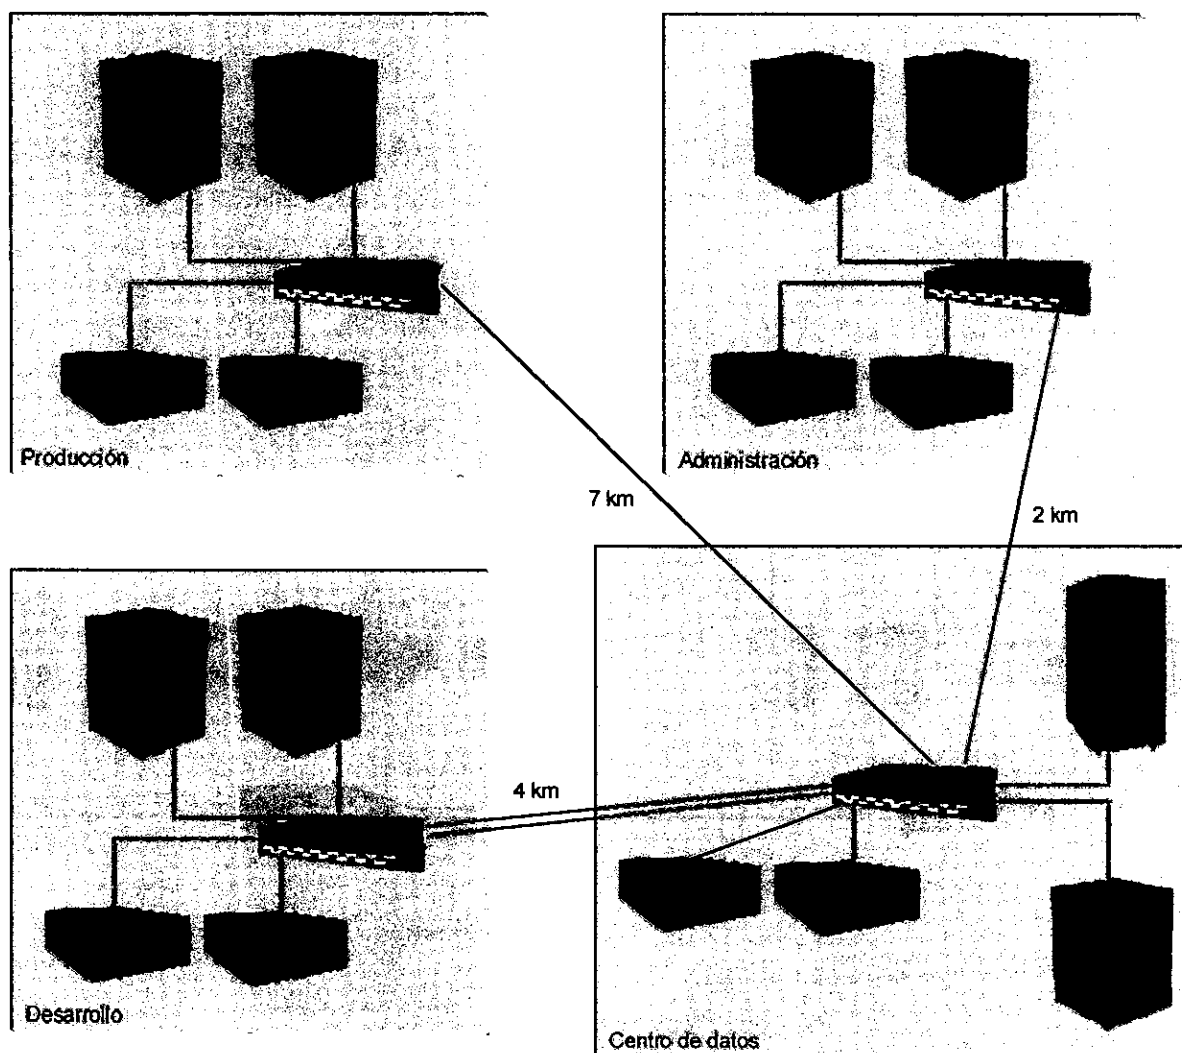 Producción
Administración
7 km
2 km
4 km
Desarrollo
Centro de datos